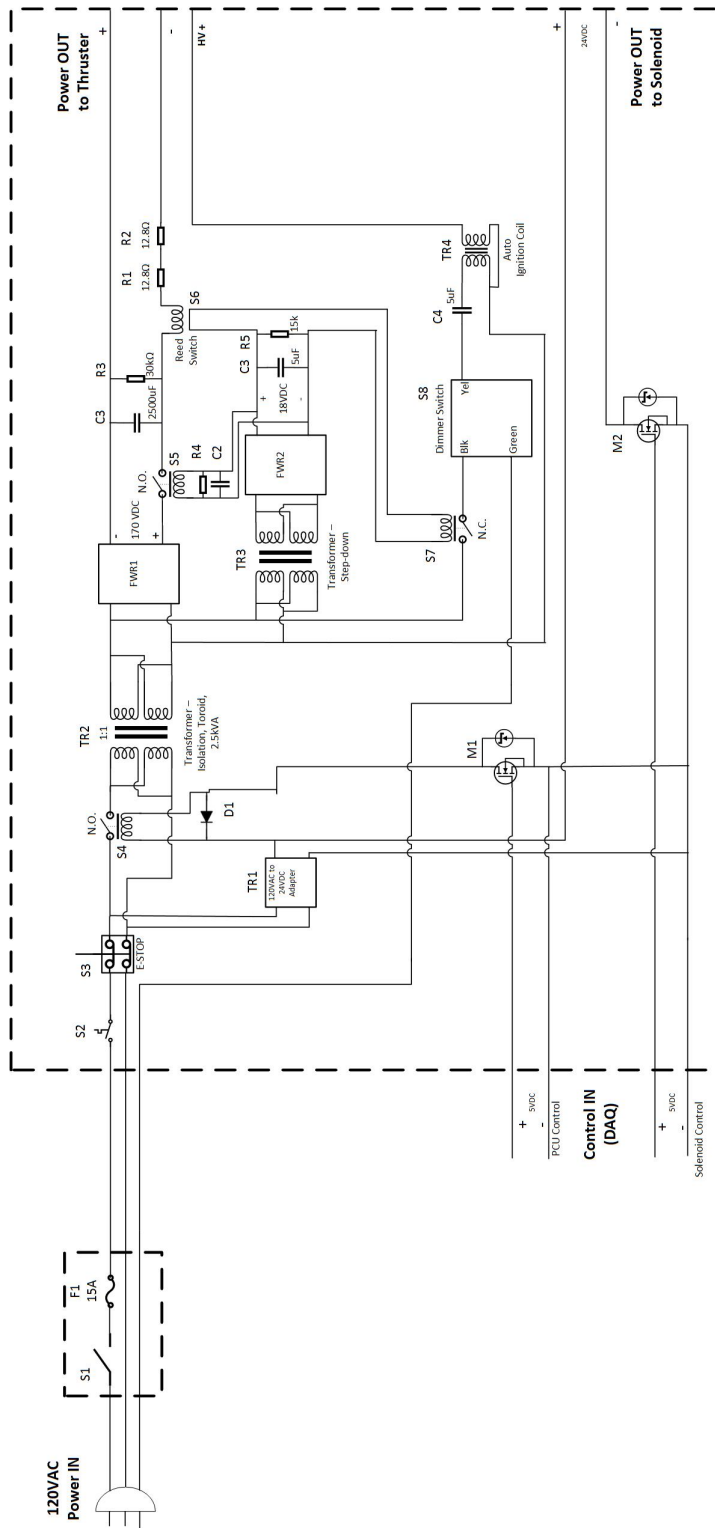 120VAC
Power IN
S1
F1
15A
S2
S3
E-STOP
S4
N.O.
TR1
120VAC to
24VDC
Adapter
D1
TR2
1:1
Transformer –
Isolation, Toroid,
2.5kVA
FWR1
-
170 VDC
+
N.O.
S5
R4
C2
C3
2500uF
R3
30kΩ
R1
12.8Ω
R2
12.8Ω
S6
Reed
Switch
TR3
Transformer –
Step-down
FWR2
+
18VDC
-
C3
5uF
R5
15k
S7
N.C.
S8
Dimmer Switch
Blk
Yel
Green
C4
5uF
TR4
Auto
Ignition Coil
M1
M2
Power OUT
to Thruster
+
-
HV +
+
24VDC
-
Power OUT
to Solenoid
+
5VDC
-
PCU Control
Control IN
(DAQ)
+
5VDC
-
Solenoid Control